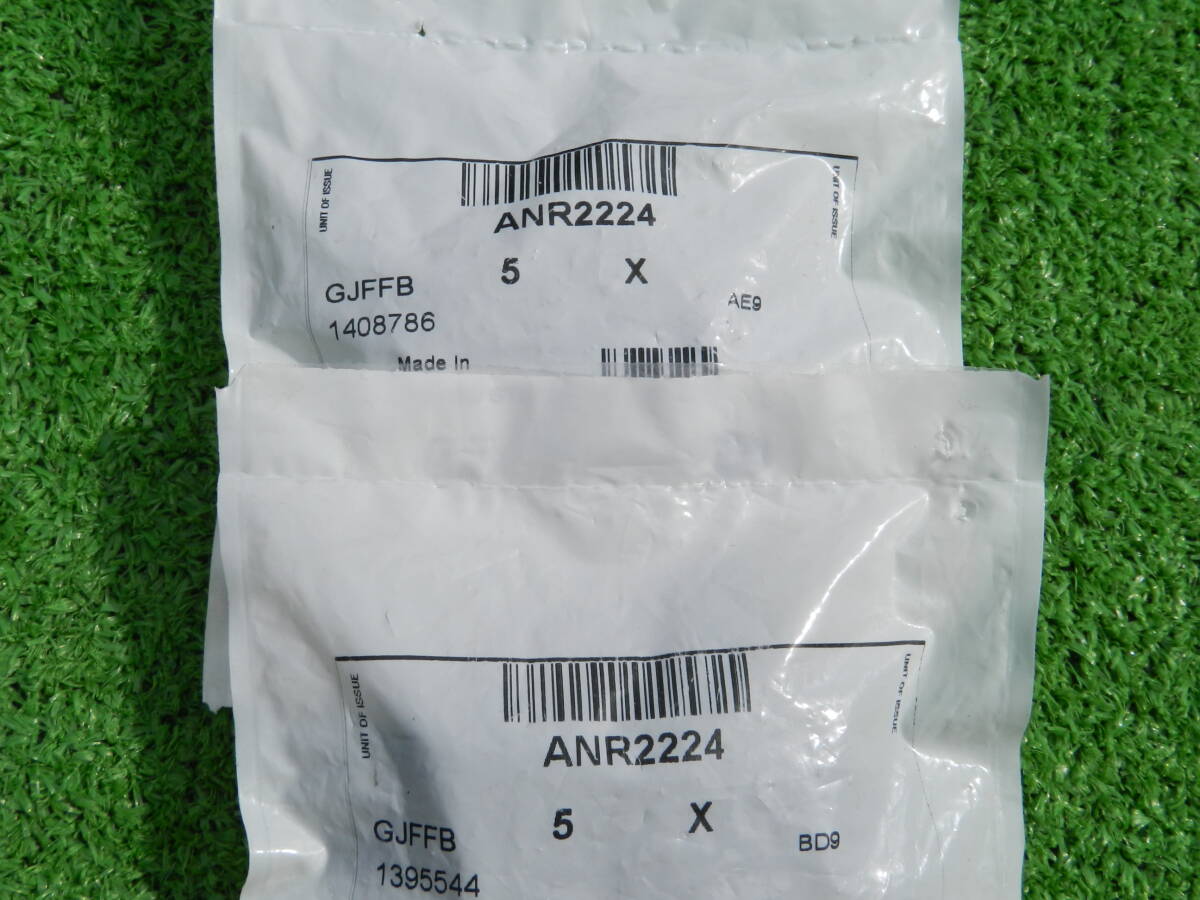 UNIT OF ISSUE
UNIT OF ISSUE
ANR2224
5 X
GJFFB
AE9
1408786
Made In
UNIT OF ISSUE
UNIT OF ISSUE
ANR2224
5 X
GJFFB
BD9
1395544